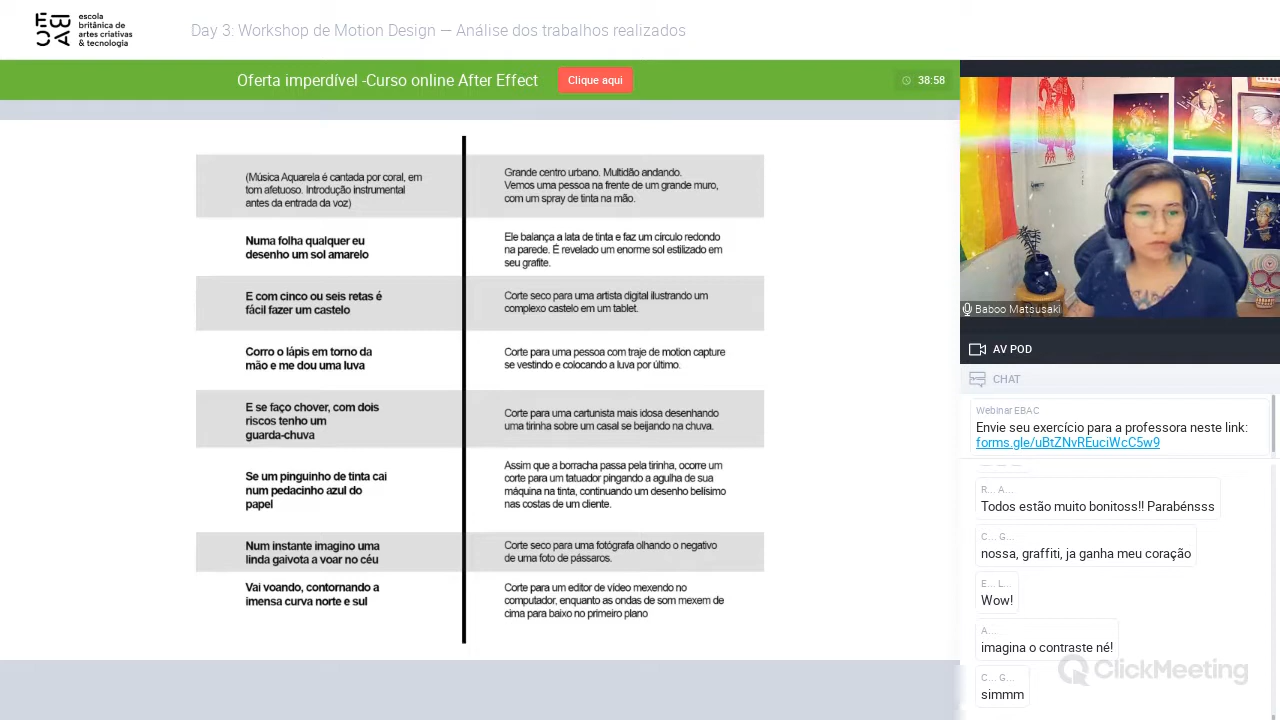 EBAC
escola
britânica de
artes criativas
& tecnologia
Day 3: Workshop de Motion Design — Análise dos trabalhos realizados
Oferta imperdível -Curso online After Effect
Clique aqui
38:58
(Música Aquarela é cantada por coral, em
tom afetuoso. Introdução instrumental
antes da entrada da voz)
Grande centro urbano. Multidão andando.
Vemos uma pessoa na frente de um grande muro,
com um spray de tinta na mão.
Numa folha qualquer eu
desenho um sol amarelo
Ele balança a lata de tinta e faz um círculo redondo
na parede. É revelado um enorme sol estilizado em
seu grafite.
E com cinco ou seis retas é
fácil fazer um castelo
Corte seco para uma artista digital ilustrando um
complexo castelo em um tablet.
Corro o lápis em torno da
mão e me dou uma luva
Corte para uma pessoa com traje de motion capture
se vestindo e colocando a luva por último.
E se faço chover, com dois
riscos tenho um
guarda-chuva
Corte para uma cartunista mais idosa desenhando
uma tirinha sobre um casal se beijando na chuva.
Se um pinguinho de tinta cai
num pedacinho azul do
papel
Assim que a borracha passa pela tirinha, ocorre um
corte para um tatuador pingando a agulha de sua
máquina na tinta, continuando um desenho belísimo
nas costas de um cliente.
Num instante imagino uma
linda gaivota a voar no céu
Corte seco para uma fotógrafa olhando o negativo
de uma foto de pássaros.
Vai voando, contornando a
imensa curva norte e sul
Corte para um editor de vídeo mexendo no
computador, enquanto as ondas de som mexem de
cima para baixo no primeiro plano
Baboo Matsusaki
AV POD
CHAT
Webinar EBAC
Envie seu exercício para a professora neste link:
forms.gle/uBtZNvREuciWcC5w9
R... A...
Todos estão muito bonitoss!! Parabénsss
C... G...
nossa, graffiti, ja ganha meu coração
E... L...
Wow!
A...
imagina o contraste né!
C... G...
simmm
ClickMeeting